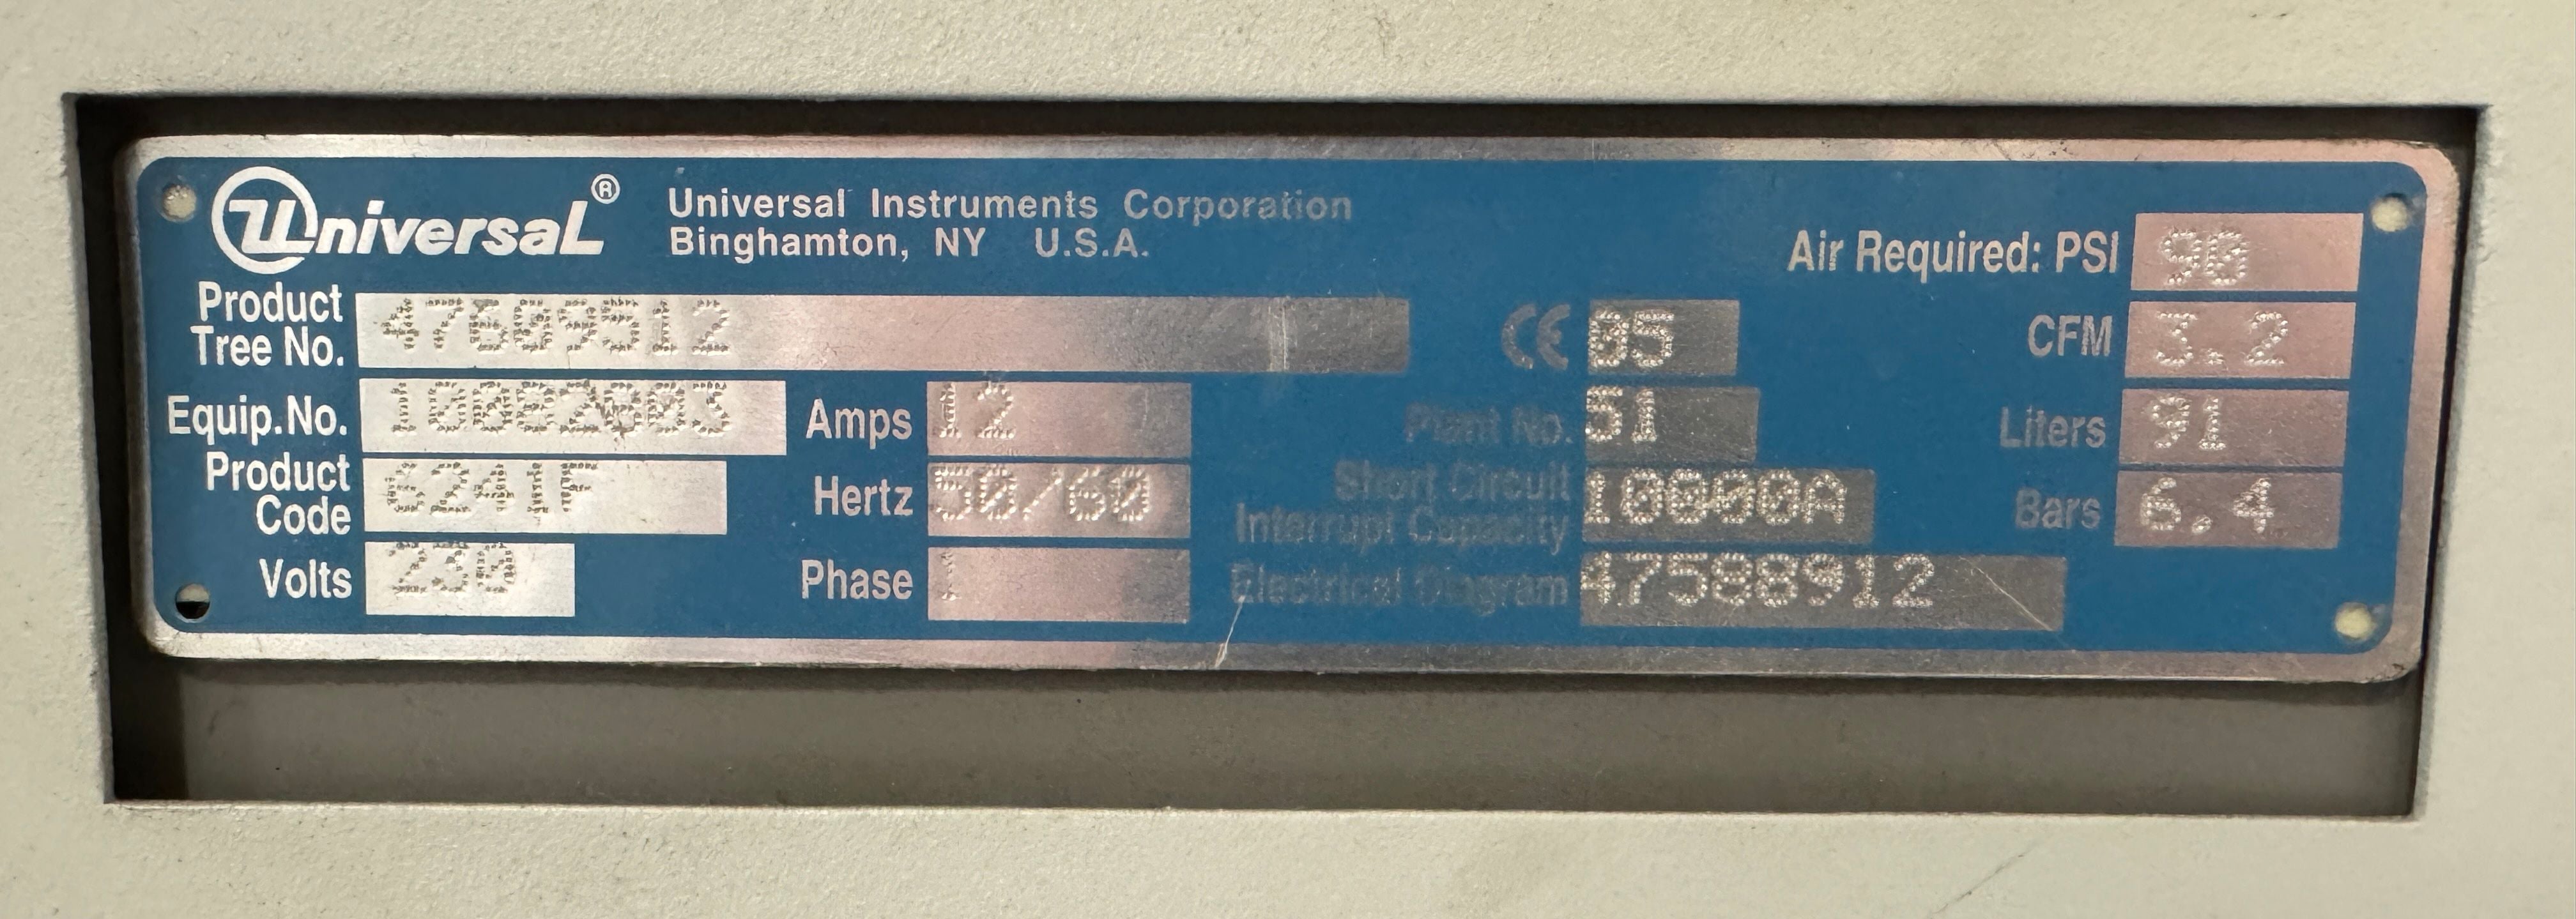 Universal®
Universal Instruments Corporation
Binghamton, NY U.S.A.
Product Tree No. 47609512
Equip.No. 10082803
Product Code 6241F
Volts 230
Amps 12
Hertz 50/60
Phase 1
CE 05
Plant No. 51
Short Circuit Interrupt Capacity 10000A
Electrical Diagram 47588912
Air Required: PSI 90
CFM 3.2
Liters 91
Bars 6.4